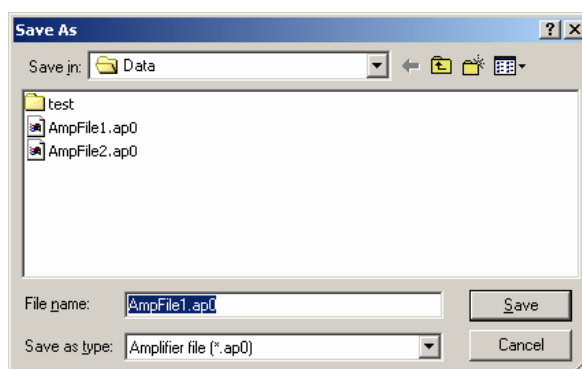 Save As
Save in: Data
test
AmpFile1.ap0
AmpFile2.ap0
File name: AmpFile1.ap0 Save
Save as type: Amplifier file (*.ap0) Cancel